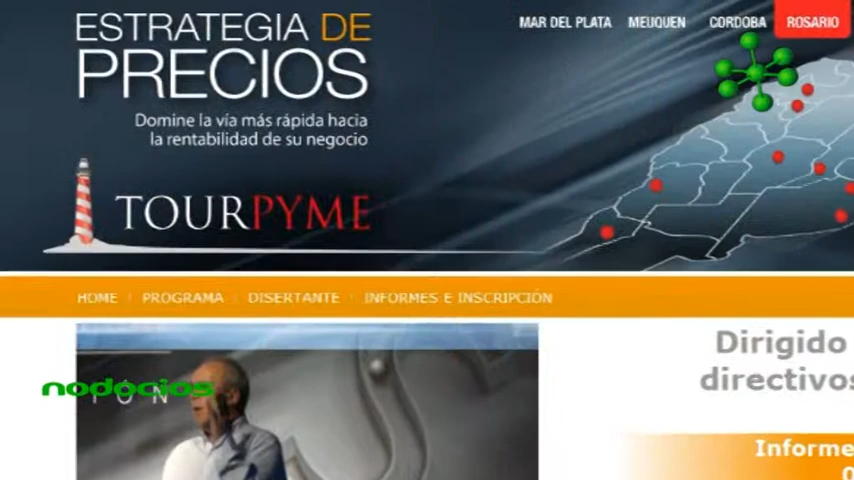 ESTRATEGIA DE
PRECIOS
Domine la vía más rápida hacia
la rentabilidad de su negocio
TOURPYME
MAR DEL PLATA MEUQUEN CORDOBA ROSARIO
HOME PROGRAMA DISERTANTE INFORMES E INSCRIPCIÓN
Dirigido
directivos
nodocios
I Ó N
Informe
0